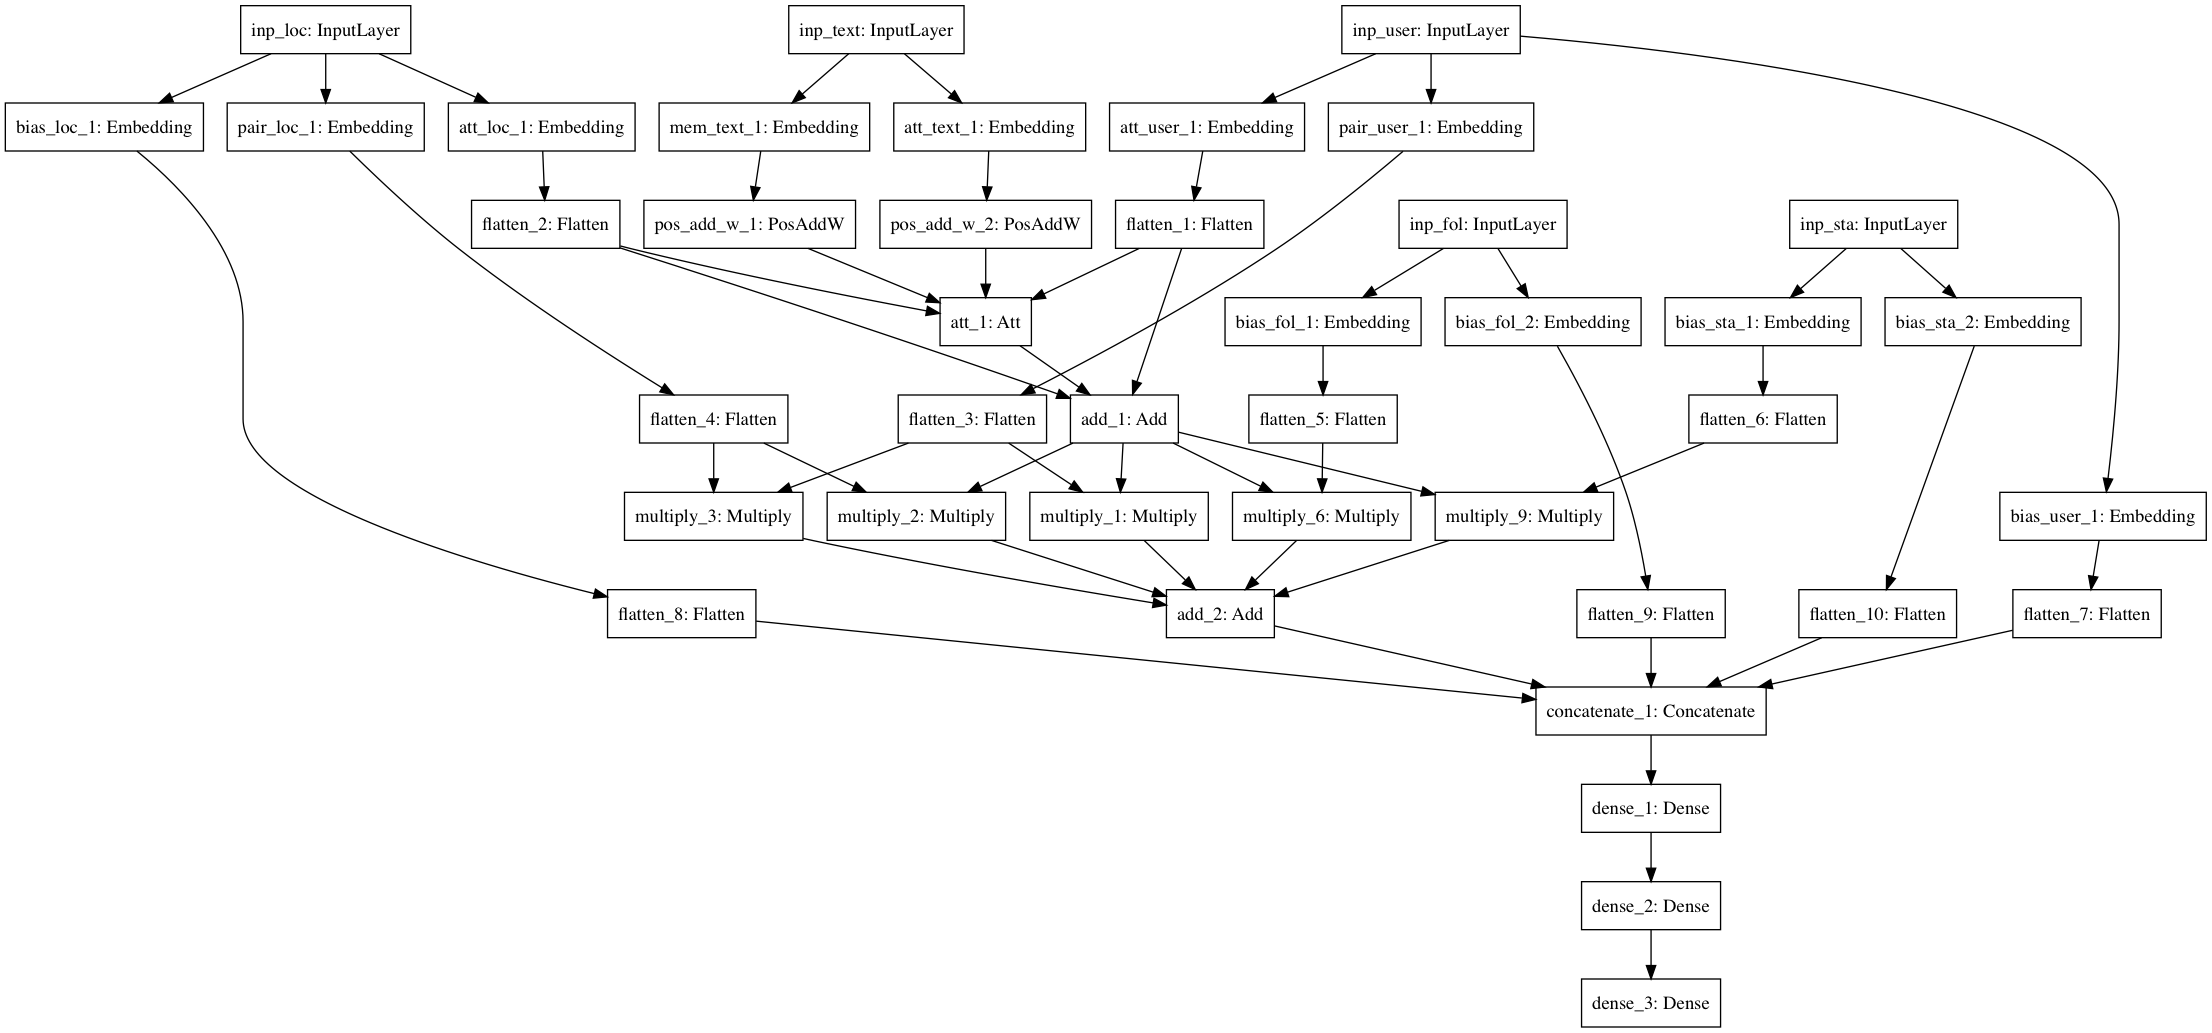 inp_loc: InputLayer
inp_text: InputLayer
inp_user: InputLayer
bias_loc_1: Embedding
pair_loc_1: Embedding
att_loc_1: Embedding
mem_text_1: Embedding
att_text_1: Embedding
att_user_1: Embedding
pair_user_1: Embedding
flatten_2: Flatten
pos_add_w_1: PosAddW
pos_add_w_2: PosAddW
flatten_1: Flatten
inp_fol: InputLayer
inp_sta: InputLayer
att_1: Att
bias_fol_1: Embedding
bias_fol_2: Embedding
bias_sta_1: Embedding
bias_sta_2: Embedding
flatten_4: Flatten
flatten_3: Flatten
add_1: Add
flatten_5: Flatten
flatten_6: Flatten
multiply_3: Multiply
multiply_2: Multiply
multiply_1: Multiply
multiply_6: Multiply
multiply_9: Multiply
bias_user_1: Embedding
flatten_8: Flatten
add_2: Add
flatten_9: Flatten
flatten_10: Flatten
flatten_7: Flatten
concatenate_1: Concatenate
dense_1: Dense
dense_2: Dense
dense_3: Dense